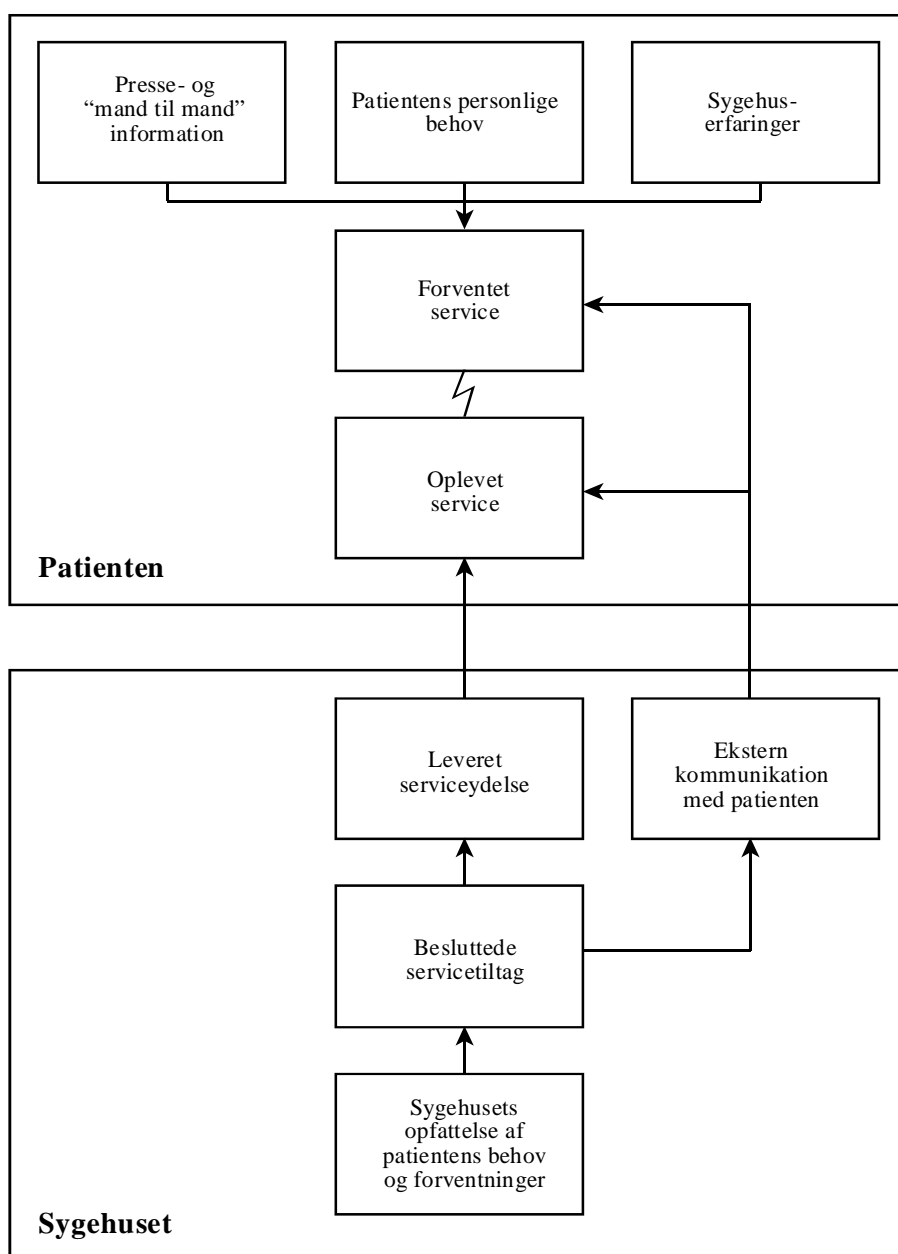 Presse- og
“mand til mand”
information
Patientens personlige
behov
Sygehus-
erfaringer
Forventet
service
Oplevet
service
Patienten
Leveret
serviceydelse
Ekstern
kommunikation
med patienten
Besluttede
servicetiltag
Sygehusets
opfattelse af
patientens behov
og forventninger
Sygehuset